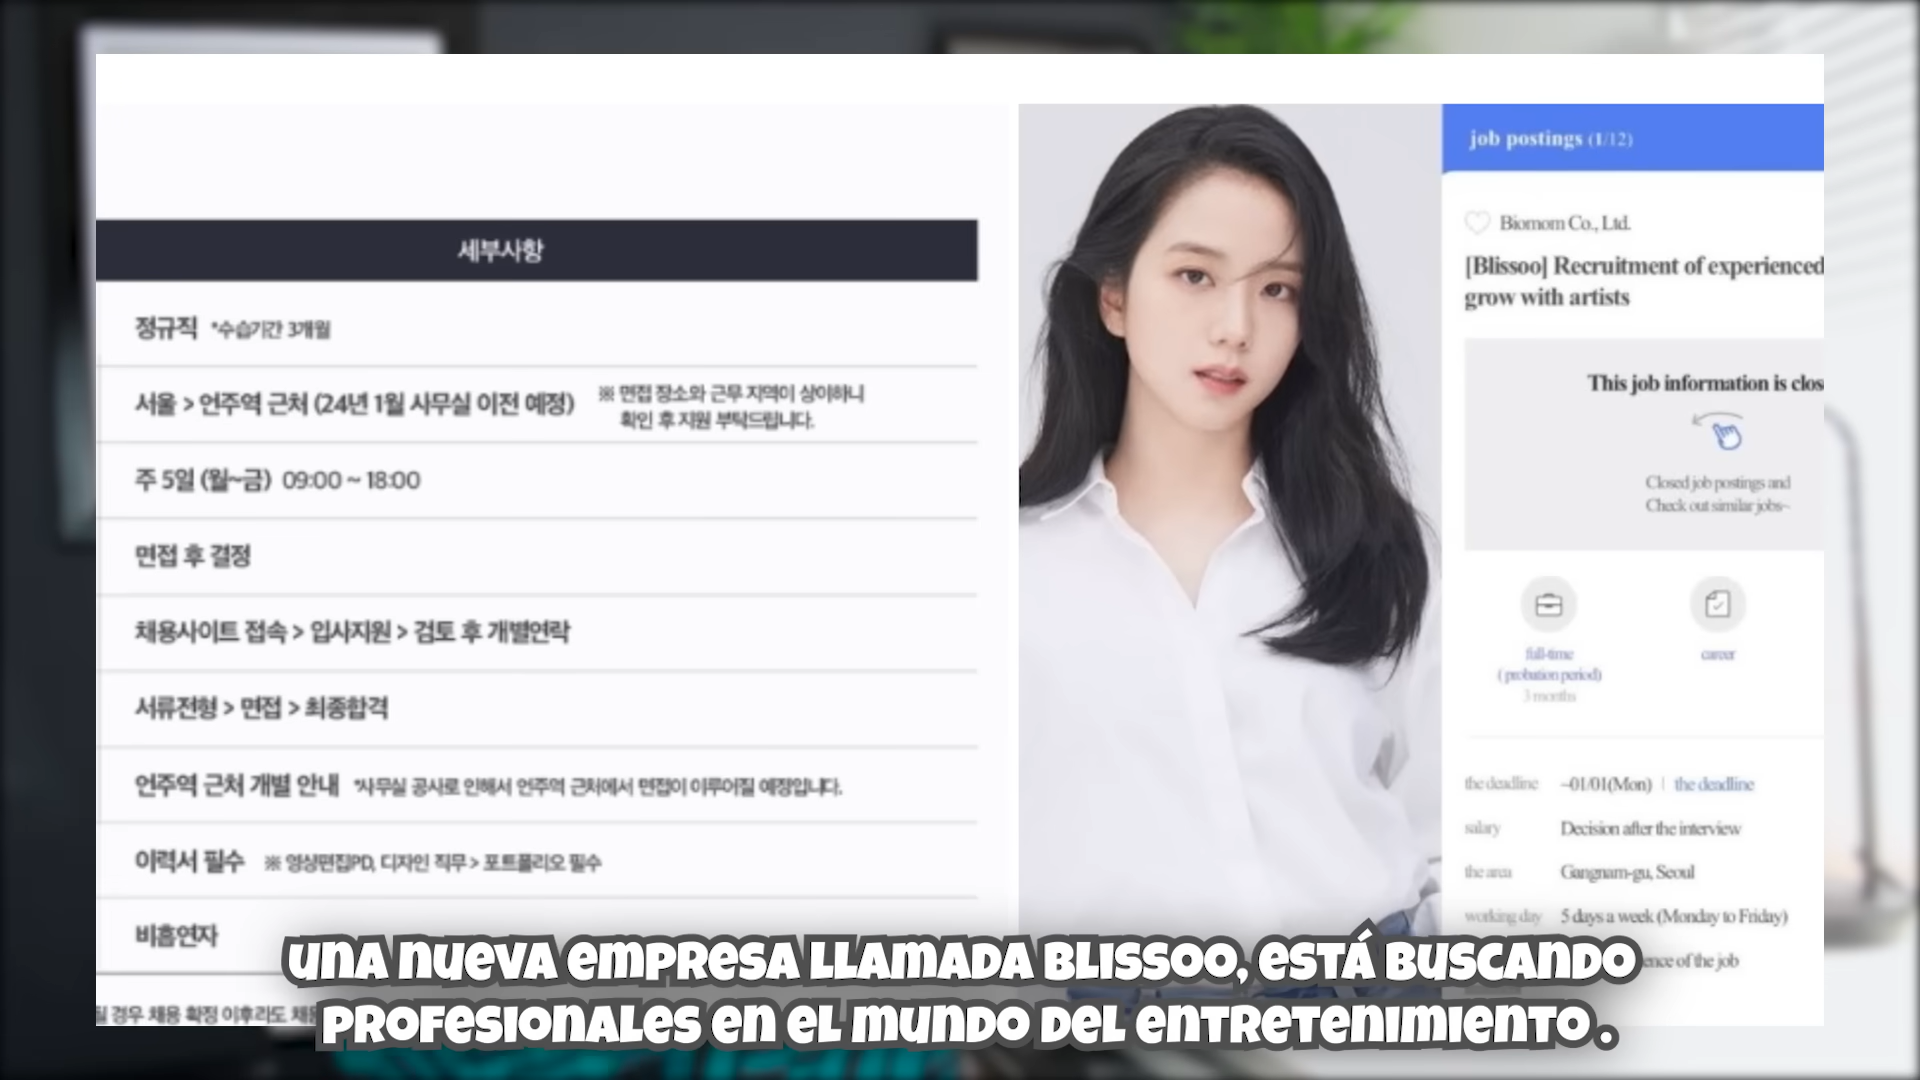 세부사항
정규직 *수습기간 3개월
서울 > 언주역 근처 (24년 1월 사무실 이전 예정) ※ 면접 장소와 근무 지역이 상이하니
확인 후 지원 부탁드립니다.
주 5일 (월~금) 09:00 ~ 18:00
면접 후 결정
채용사이트 접속 > 입사지원 > 검토 후 개별연락
서류전형 > 면접 > 최종합격
언주역 근처 개별 안내 *사무실 공사로 인해서 언주역 근처에서 면접이 이루어질 예정입니다.
이력서 필수 ※ 영상편집PD, 디자인 직무 > 포트폴리오 필수
비흡연자
경우 채용 확정 이후라도
job postings (1/12)
Biomom Co., Ltd.
[Blissoo] Recruitment of experienced
grow with artists
This job information is clos
Closed job postings and
Check out similar jobs~
full-time
( probation period)
3 months
career
the deadline ~01/01(Mon) | the deadline
salary Decision after the interview
the area Gangnam-gu, Seoul
working day 5 days a week (Monday to Friday)
of the job
una nueva empresa llamada Blissoo, está buscando
profesionales en el mundo del entretenimiento.